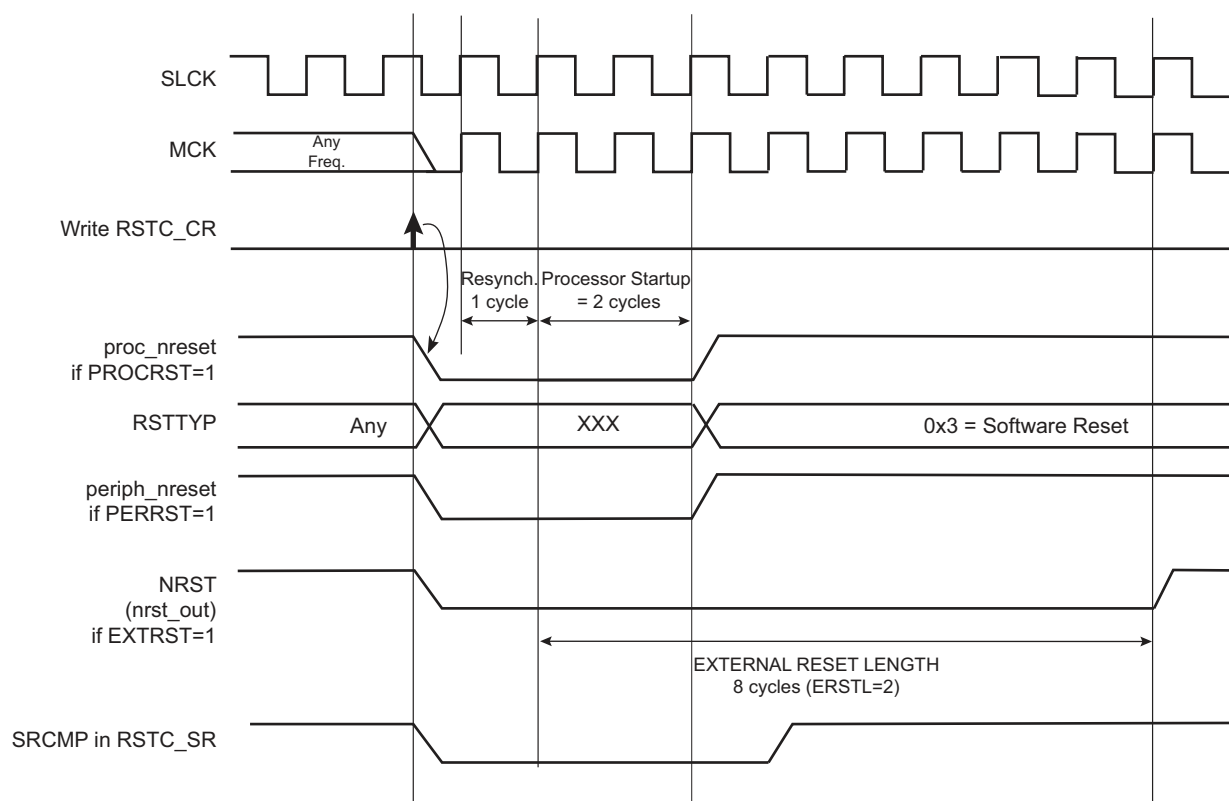 SLCK
MCK
Any
Freq.
Write RSTC_CR
Resynch.
1 cycle
Processor Startup
= 2 cycles
proc_nreset
if PROCRST=1
RSTTYP
Any
XXX
0x3 = Software Reset
periph_nreset
if PERRST=1
NRST
(nrst_out)
if EXTRST=1
EXTERNAL RESET LENGTH
8 cycles (ERSTL=2)
SRCMP in RSTC_SR